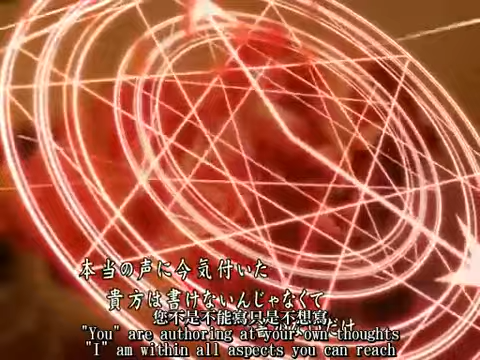 本当の声に今気付いた
貴方は書けないんじゃなくて
您不是不能寫只是不想寫
だけ
"You" are authoring at your own thoughts
"I" am within all aspects you can reach